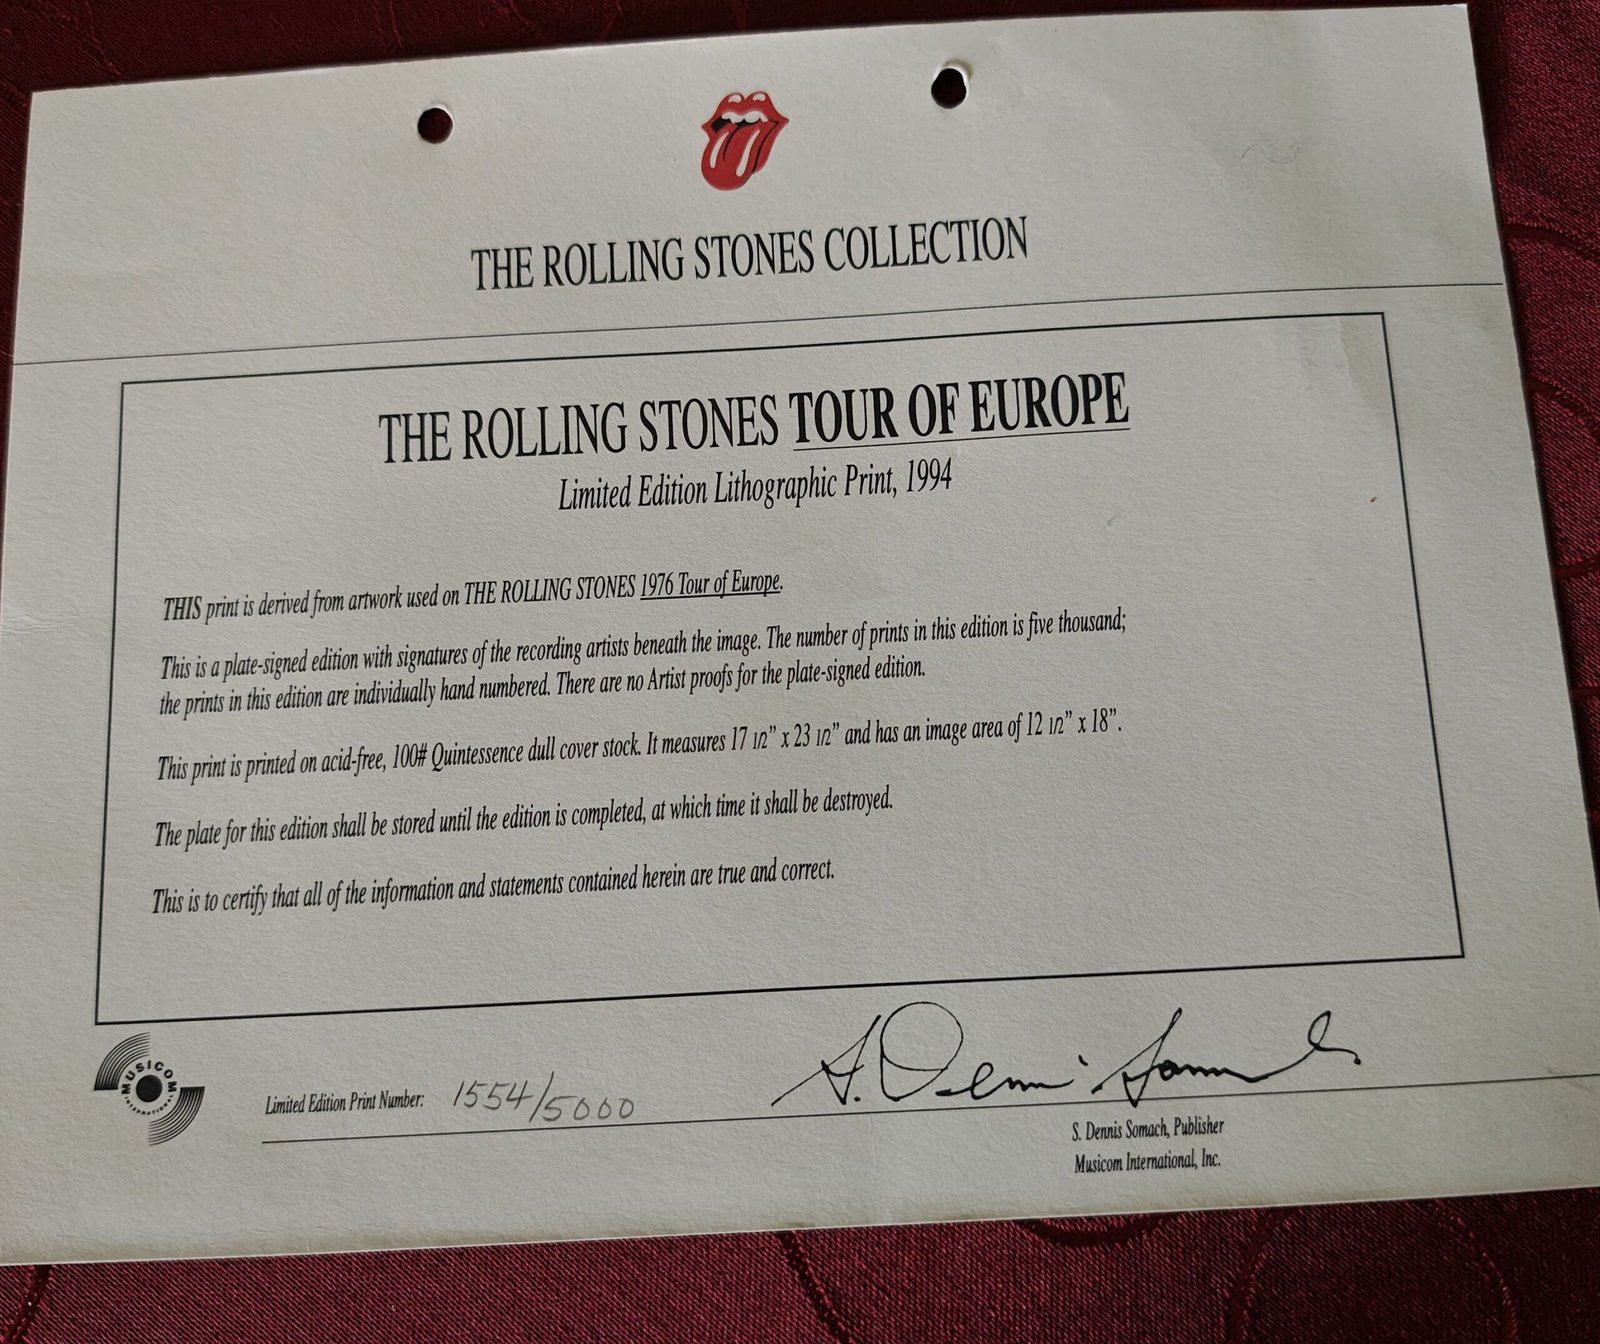 THE ROLLING STONES COLLECTION
THE ROLLING STONES TOUR OF EUROPE
Limited Edition Lithographic Print, 1994
THIS print is derived from artwork used on THE ROLLING STONES 1976 Tour of Europe.
This is a plate-signed edition with signatures of the recording artists beneath the image. The number of prints in this edition is five thousand;
the prints in this edition are individually hand numbered. There are no Artist proofs for the plate-signed edition.
This print is printed on acid-free, 100# Quintessence dull cover stock. It measures 17 1/2" x 23 1/2" and has an image area of 12 1/2" x 18".
The plate for this edition shall be stored until the edition is completed, at which time it shall be destroyed.
This is to certify that all of the information and statements contained herein are true and correct.
MUSICOM
INTERNATIONAL
Limited Edition Print Number: 1554/5000
S. Dennis Somach
S. Dennis Somach, Publisher
Musicom International, Inc.